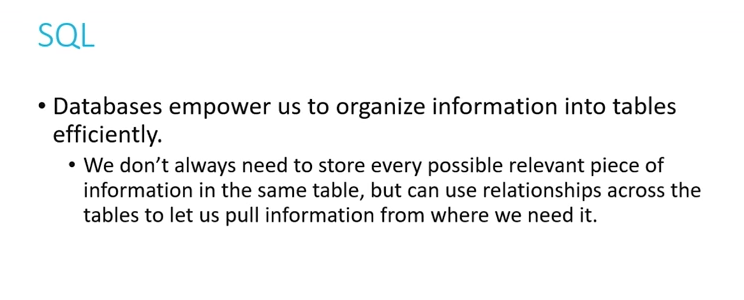 SQL
• Databases empower us to organize information into tables
efficiently.
• We don’t always need to store every possible relevant piece of
information in the same table, but can use relationships across the
tables to let us pull information from where we need it.